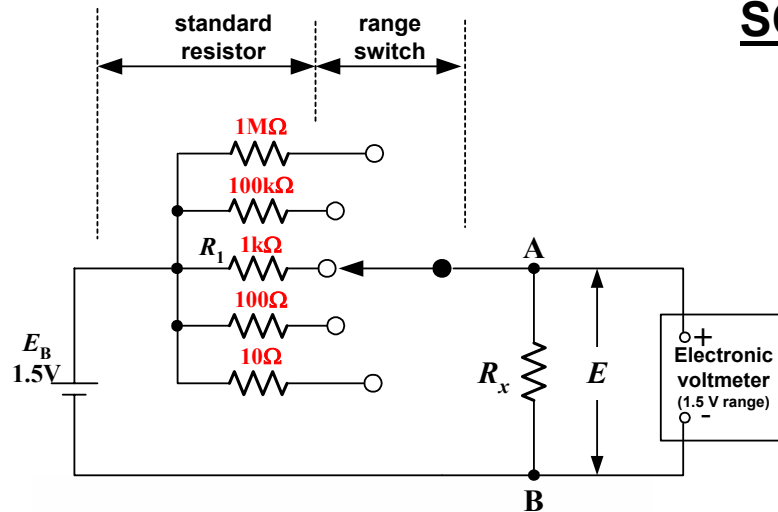 standard
resistor
range
switch
1MΩ
100kΩ
R1 1kΩ
100Ω
10Ω
EB
1.5V
A
Rx
E
B
+
Electronic
voltmeter
(1.5 V range)
-